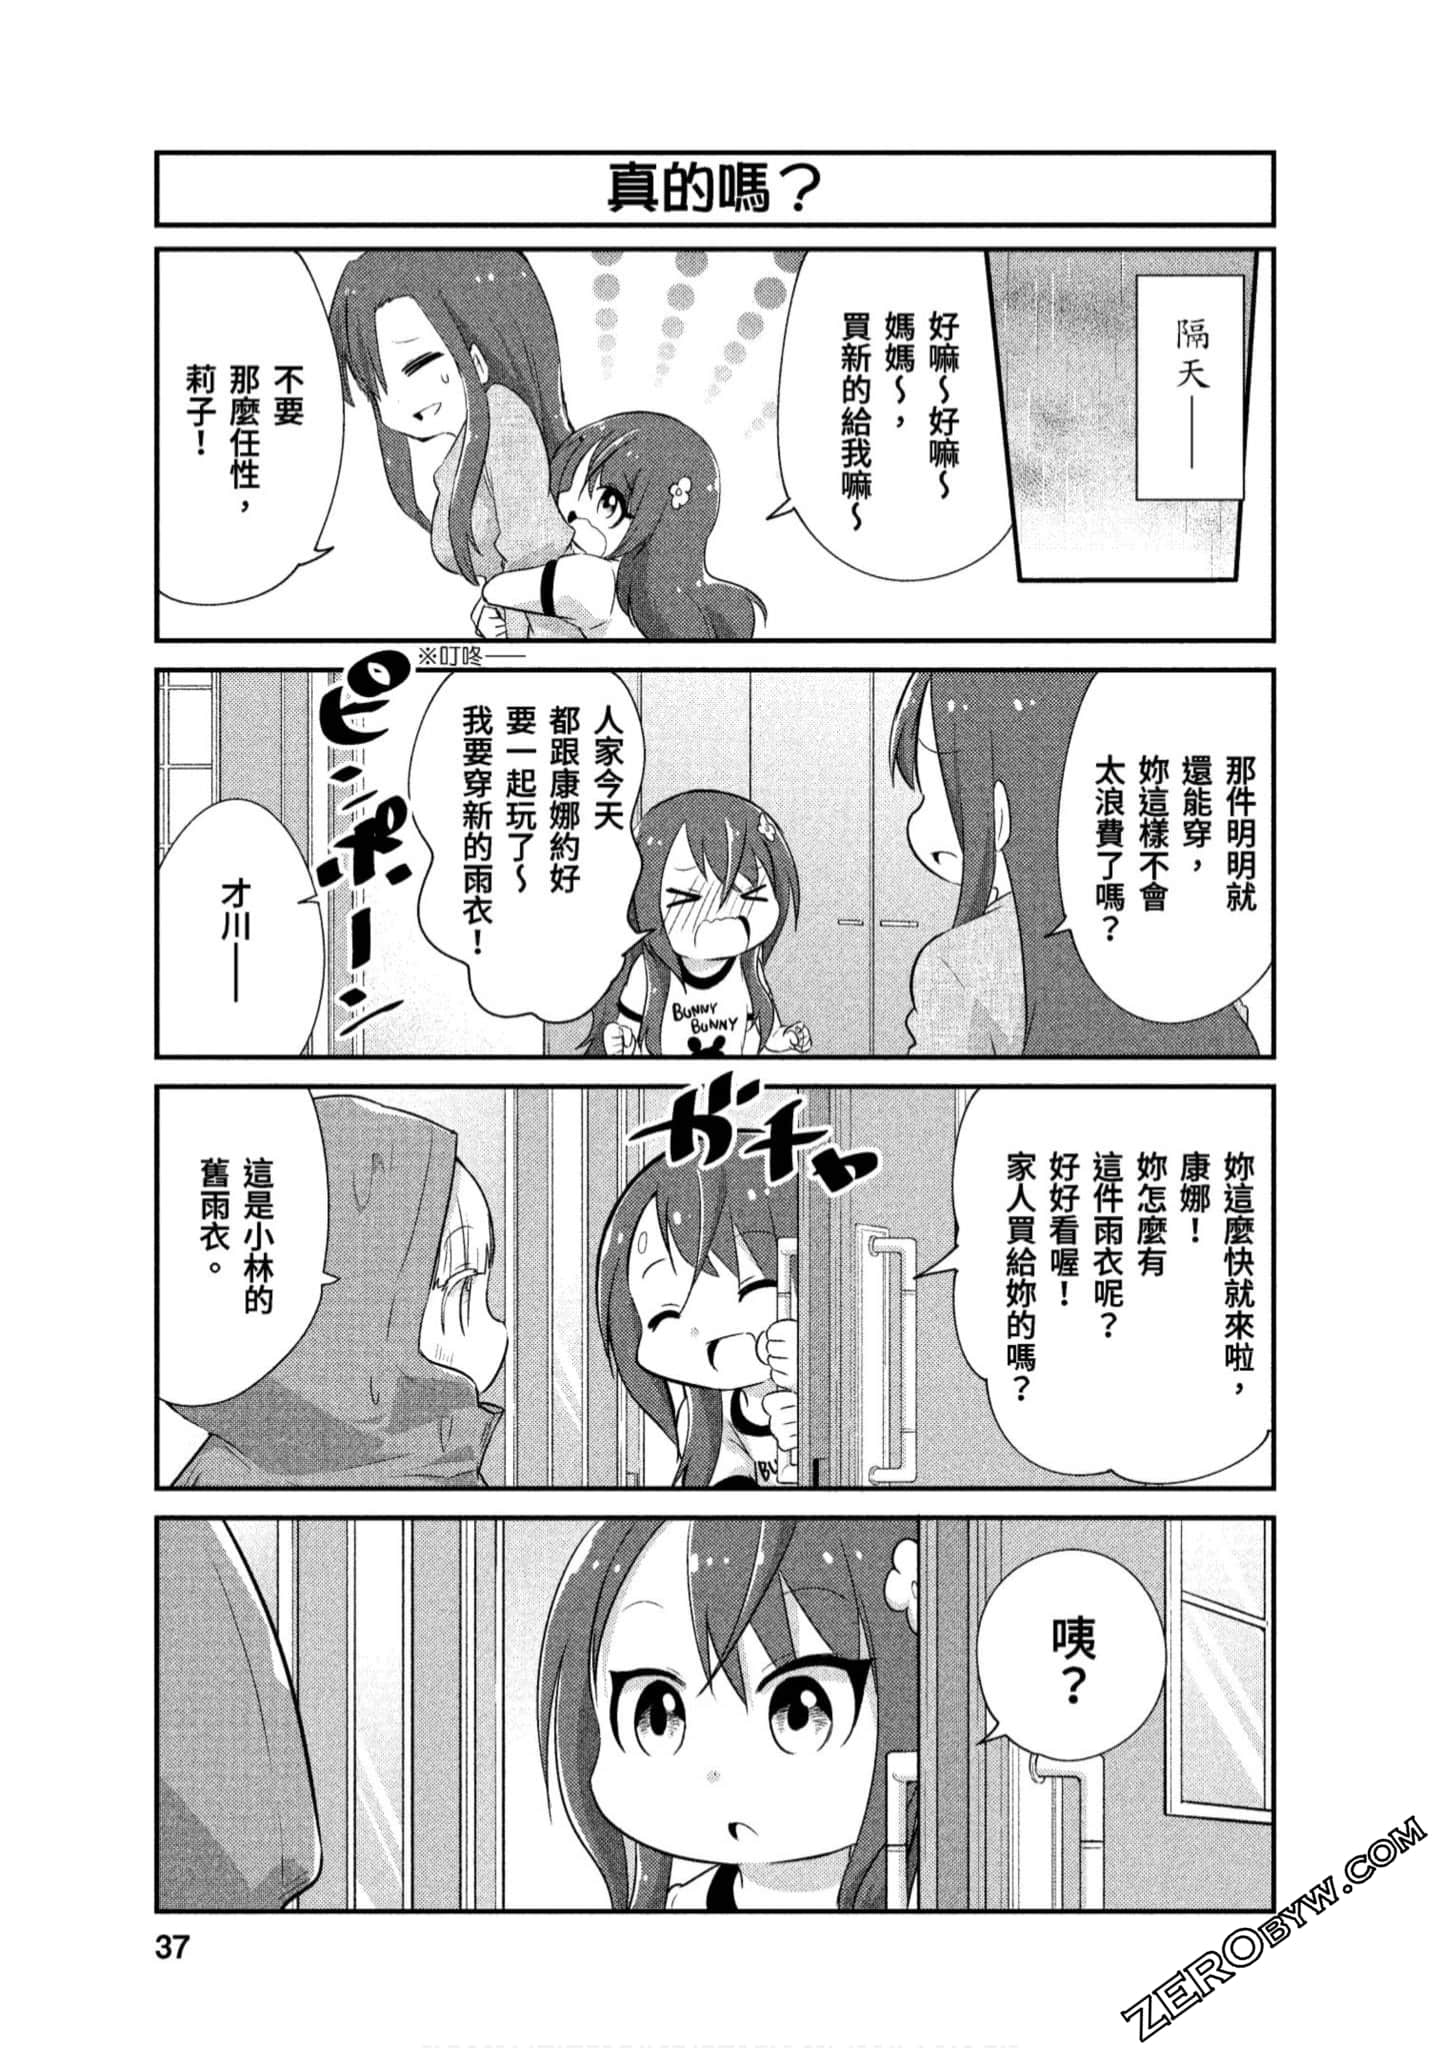 真的嗎？
隔天——
好嘛～好嘛～
媽媽～，
買新的給我嘛～
不要
那麼任性，
莉子！
那件明明就
還能穿，
妳這樣不會
太浪費了嗎？
人家今天
都跟康娜約好
要一起玩了～
我要穿新的雨衣！
BUNNY
BUNNY
※叮咚——
ピンポーン
才川——
妳這麼快就來啦，
康娜！
妳怎麼有
這件雨衣呢？
好好看喔！
家人買給妳的嗎？
ガチャ
BU
這是小林的
舊雨衣。
咦？
37
ZEROBYW.COM